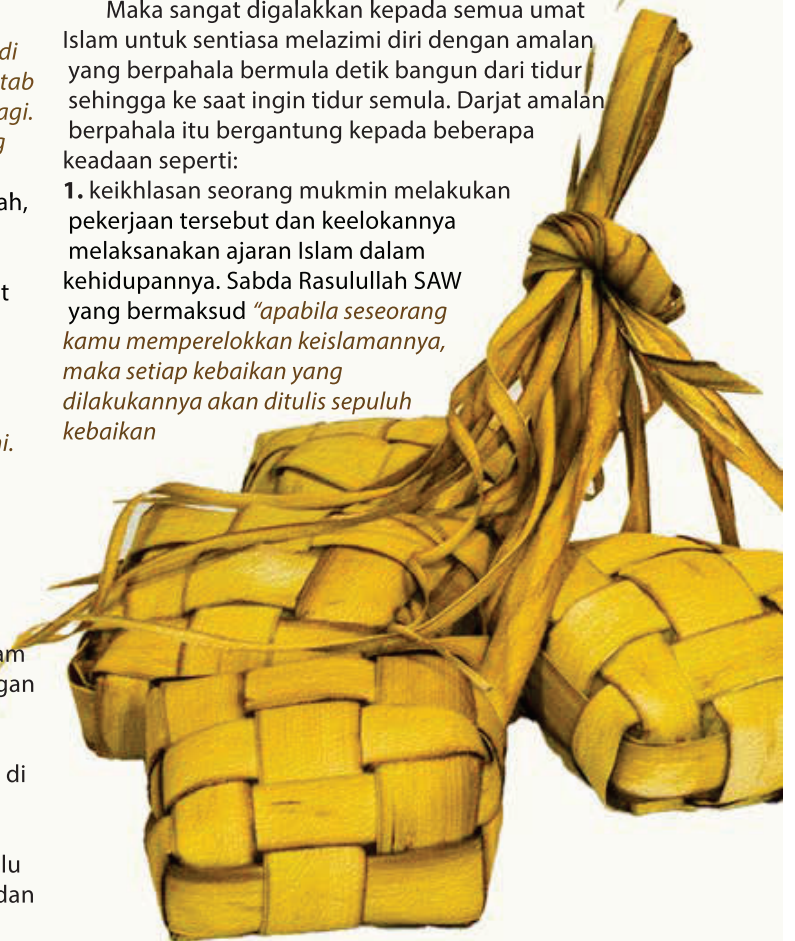 di
tab
agi.
g
ah,
t
i.
am
gan
di
lu
dan
Maka sangat digalakkan kepada semua umat
Islam untuk sentiasa melazimi diri dengan amalan
yang berpahala bermula detik bangun dari tidur
sehingga ke saat ingin tidur semula. Darjat amalan
berpahala itu bergantung kepada beberapa
keadaan seperti:
1. keikhlasan seorang mukmin melakukan
pekerjaan tersebut dan keelokannya
melaksanakan ajaran Islam dalam
kehidupannya. Sabda Rasulullah SAW
yang bermaksud “apabila seseorang
kamu memperelokkan keislamannya,
maka setiap kebaikan yang
dilakukannya akan ditulis sepuluh
kebaikan